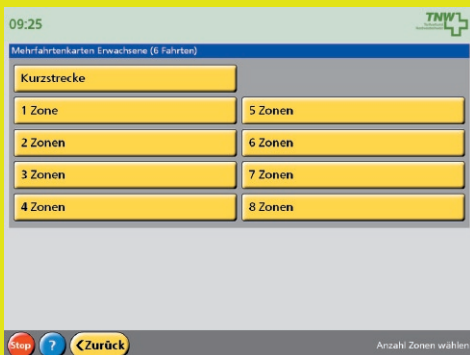 09:25
TNW
Mehrfahrtenkarten Erwachsene (6 Fahrten)
Kurzstrecke
1 Zone
5 Zonen
2 Zonen
6 Zonen
3 Zonen
7 Zonen
4 Zonen
8 Zonen
Stop ? Zurück
Anzahl Zonen wählen